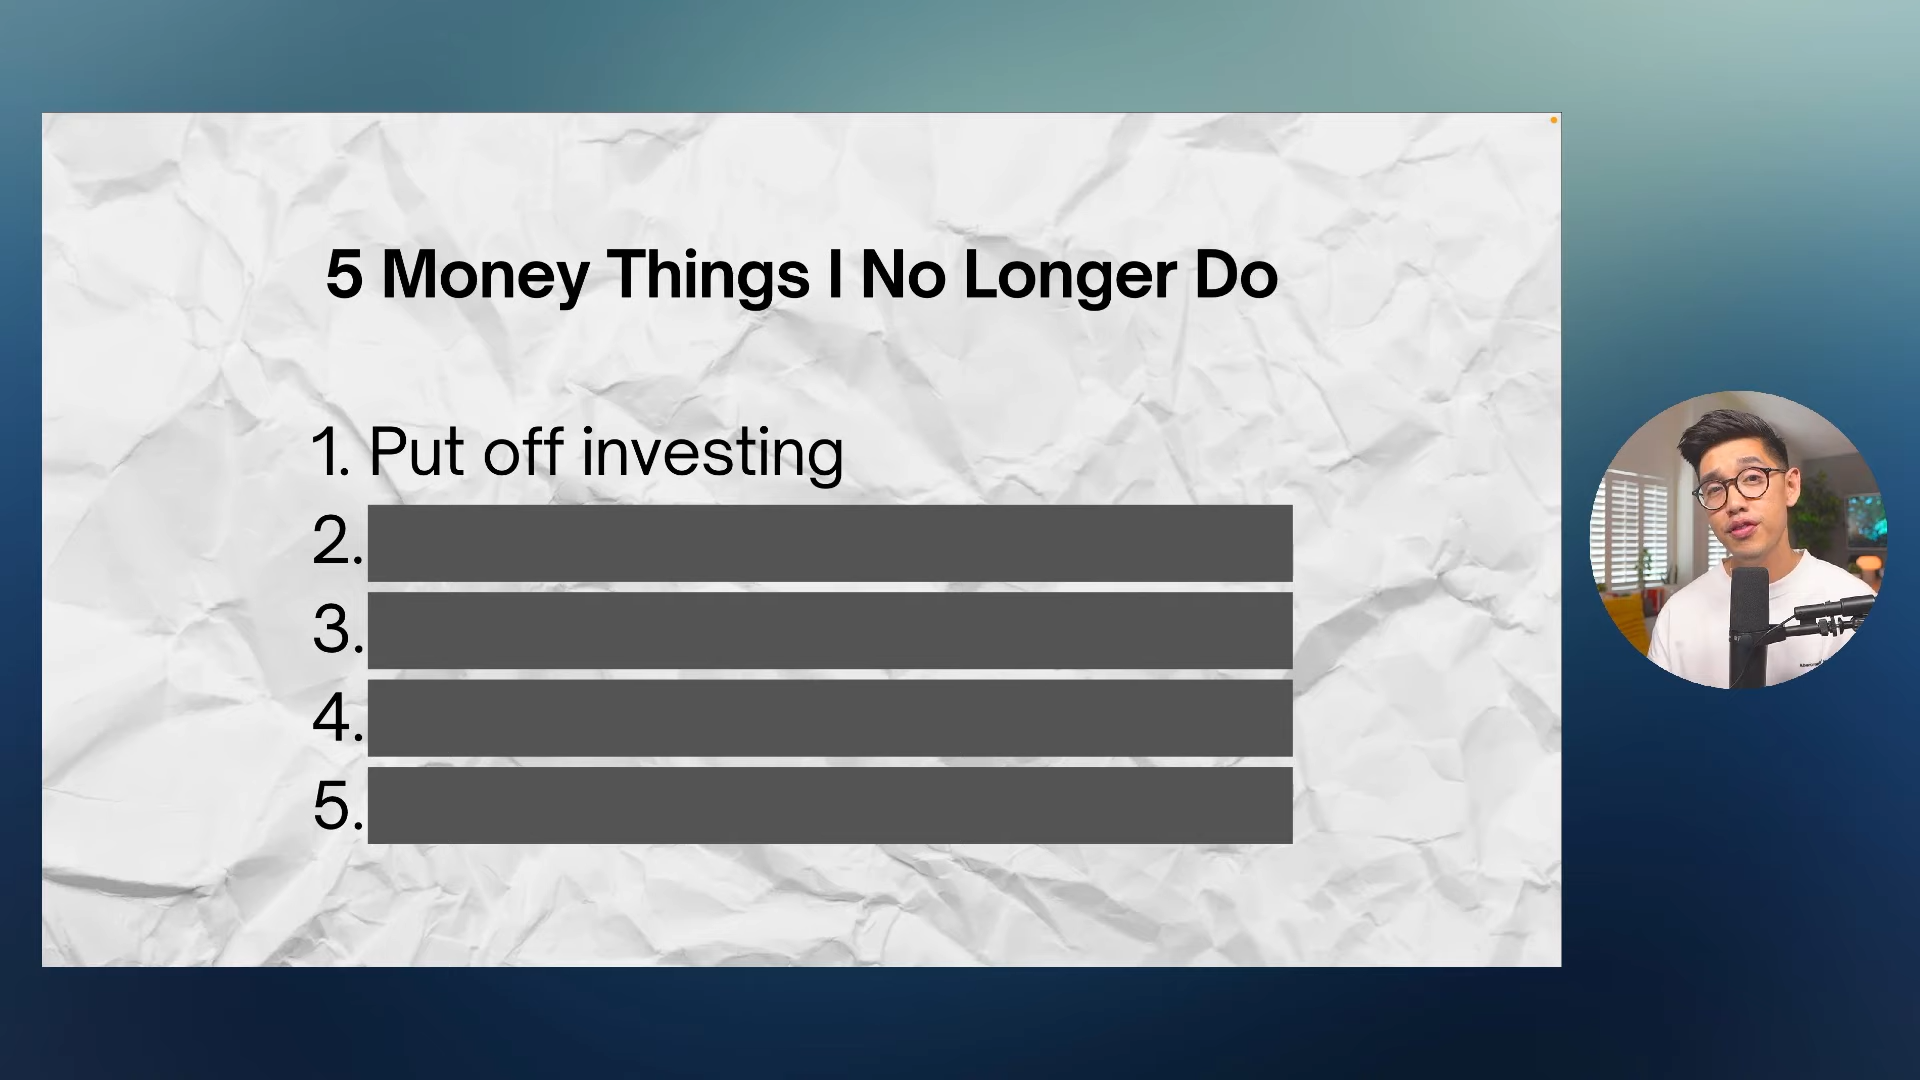 5 Money Things I No Longer Do
1. Put off investing
2.
3.
4.
5.